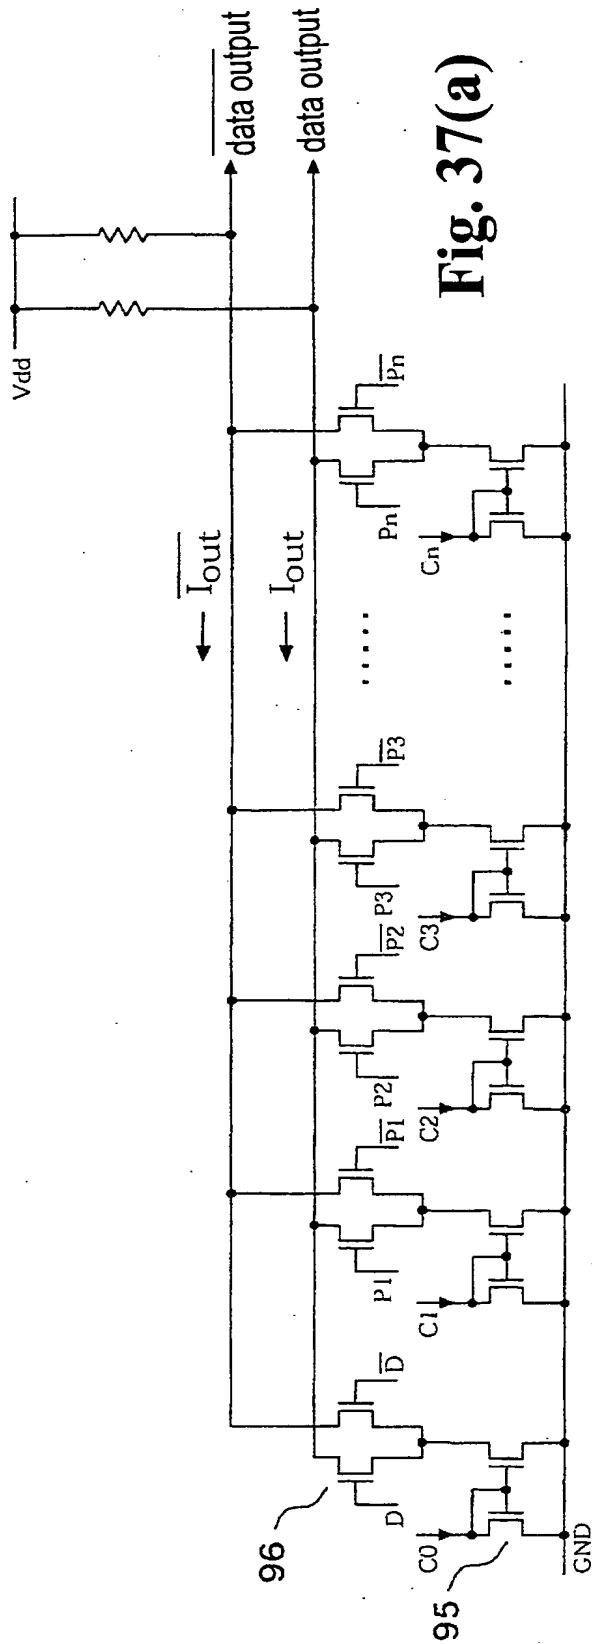 Vdd
data output
data output
Iout
Iout
96
D
D
P1
P1
P2
P2
P3
P3
.....
Pn
Pn
95
C0
C1
C2
C3
.....
Cn
GND
Fig. 37(a)